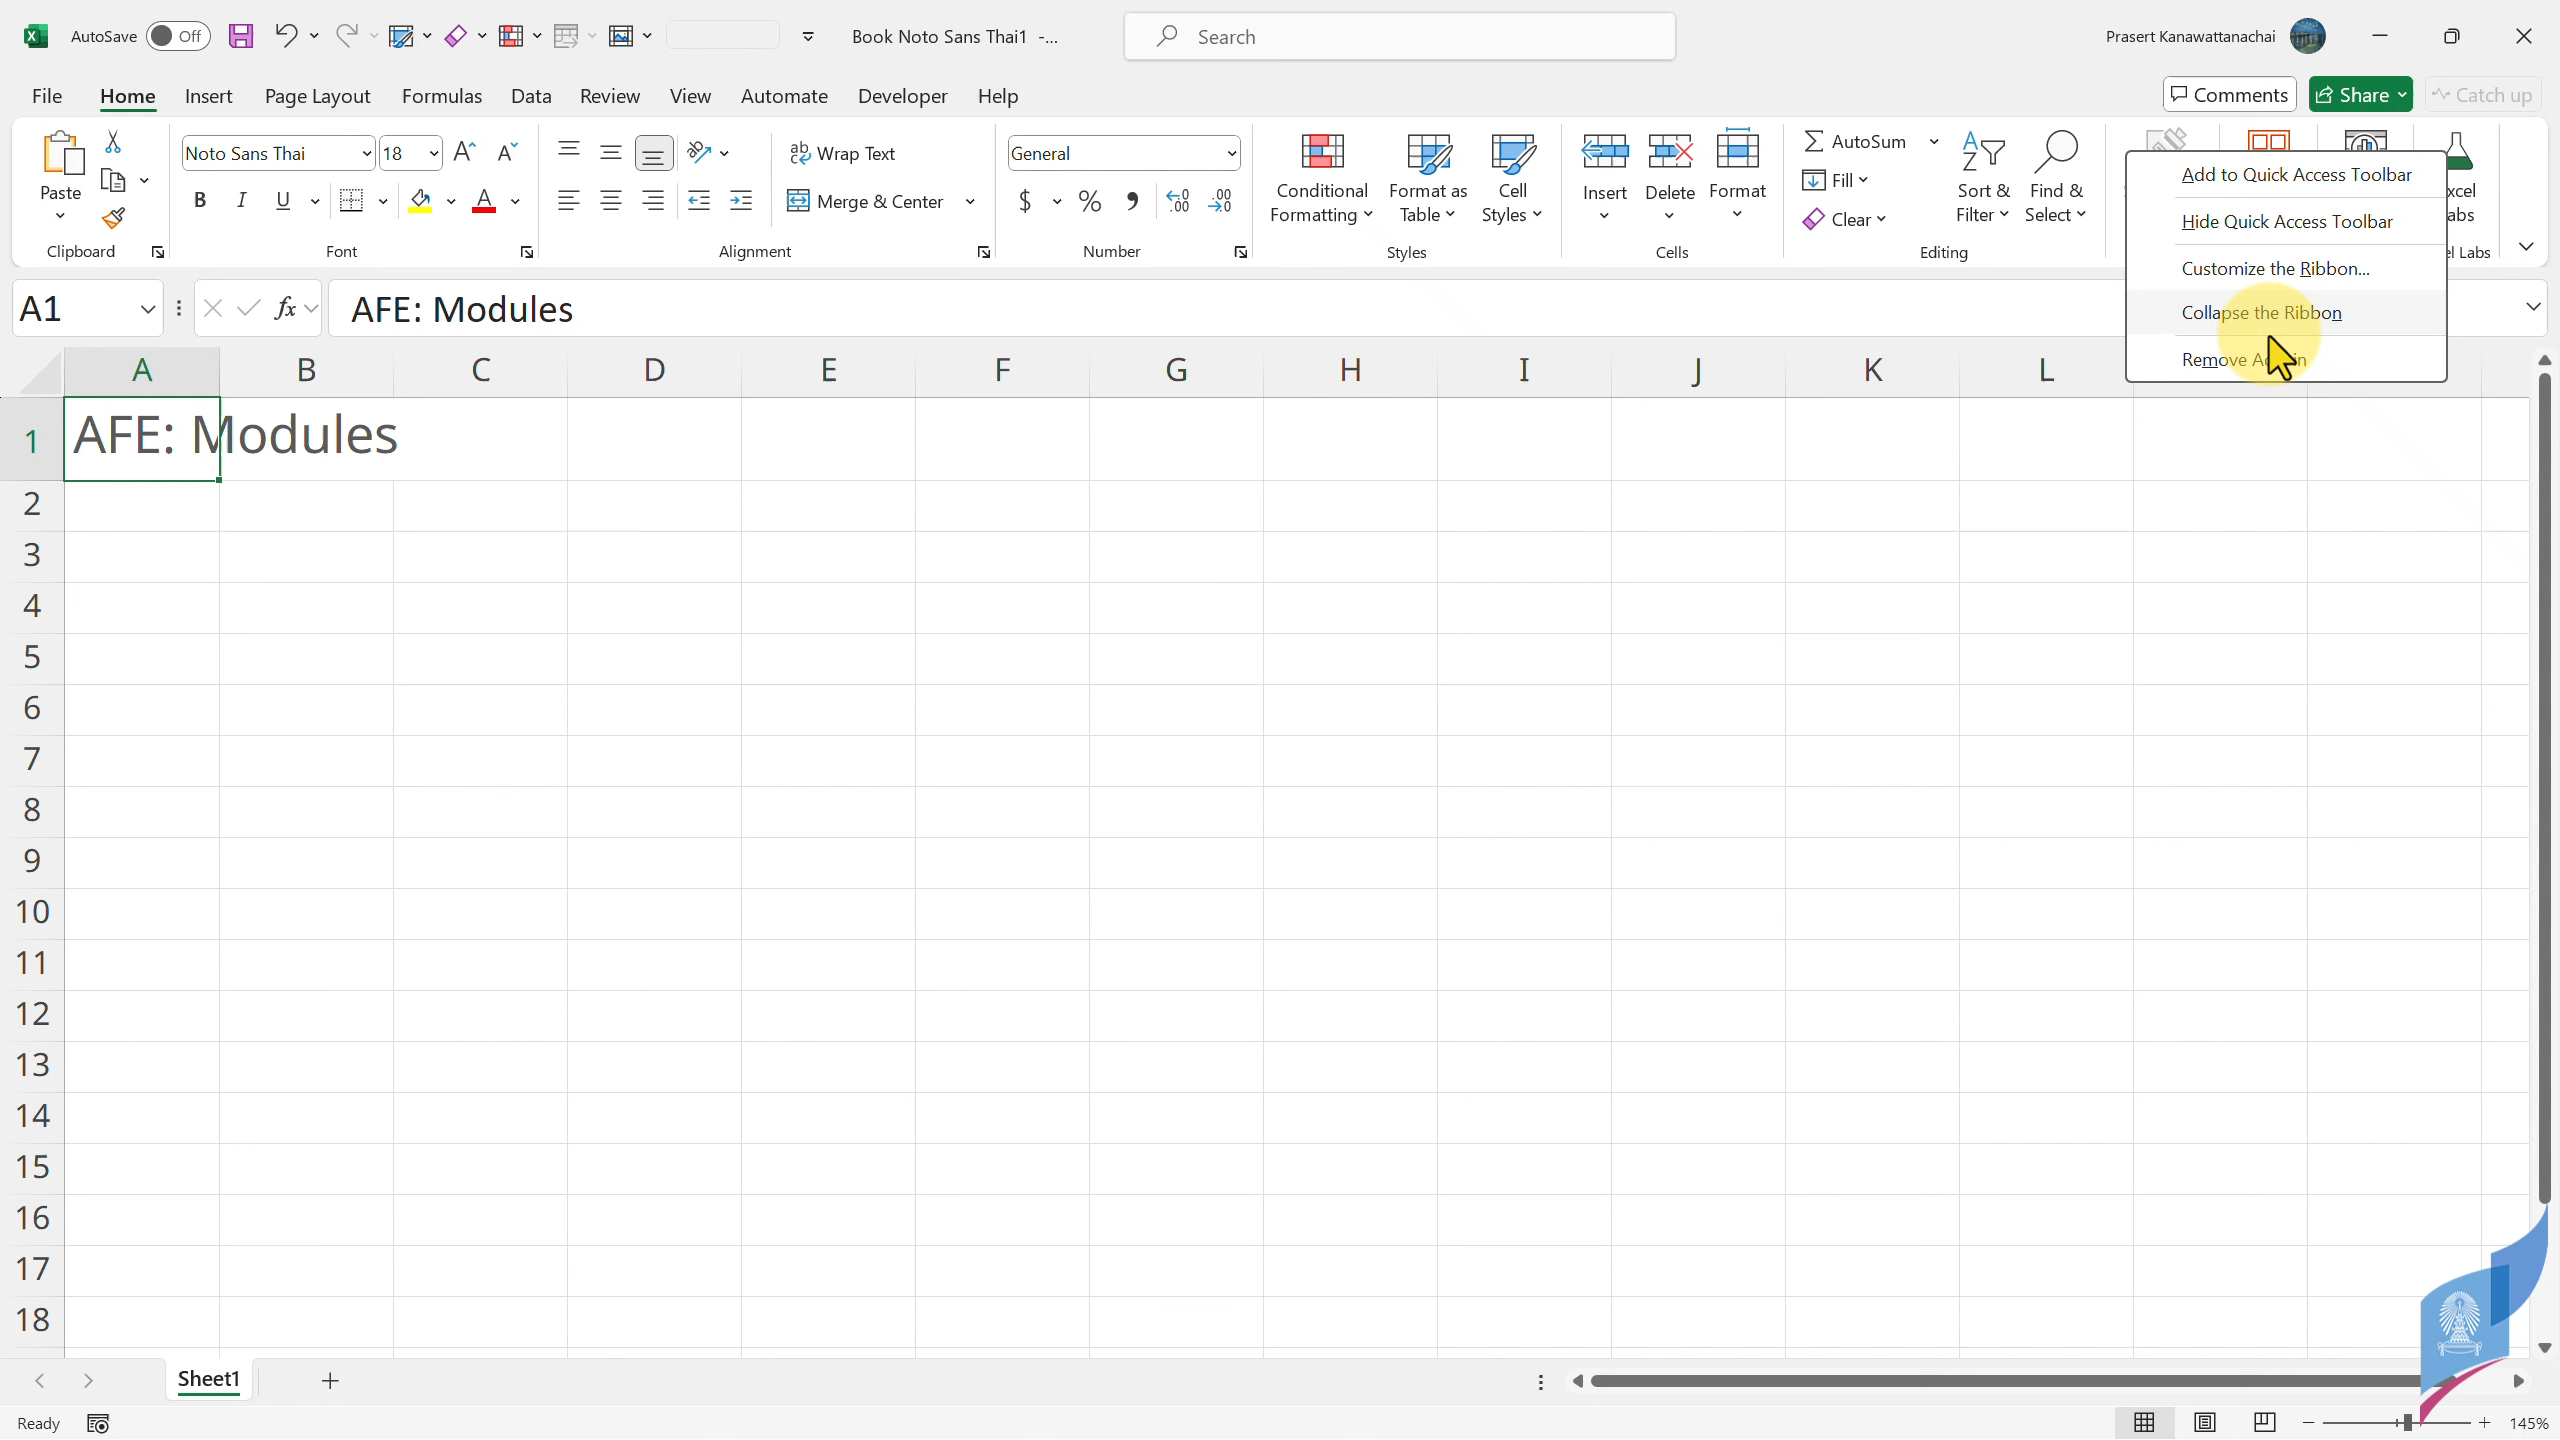 AutoSave Off Book Noto Sans Thai1 -... Search Prasert Kanawattanachai
File Home Insert Page Layout Formulas Data Review View Automate Developer Help Comments Share Catch up
Paste
Clipboard
Noto Sans Thai 18
B I U
Font
Wrap Text
Merge & Center
Alignment
General
$ % ,
Number
Conditional Formatting
Format as Table
Cell Styles
Styles
Insert Delete Format
Cells
AutoSum
Fill
Clear
Sort & Filter
Find & Select
Editing
Add to Quick Access Toolbar
Hide Quick Access Toolbar
Customize the Ribbon...
Collapse the Ribbon
Remove
Labs
A1 fx AFE: Modules
A B C D E F G H I J K L
1 AFE: Modules
2
3
4
5
6
7
8
9
10
11
12
13
14
15
16
17
18
Sheet1
Ready 145%